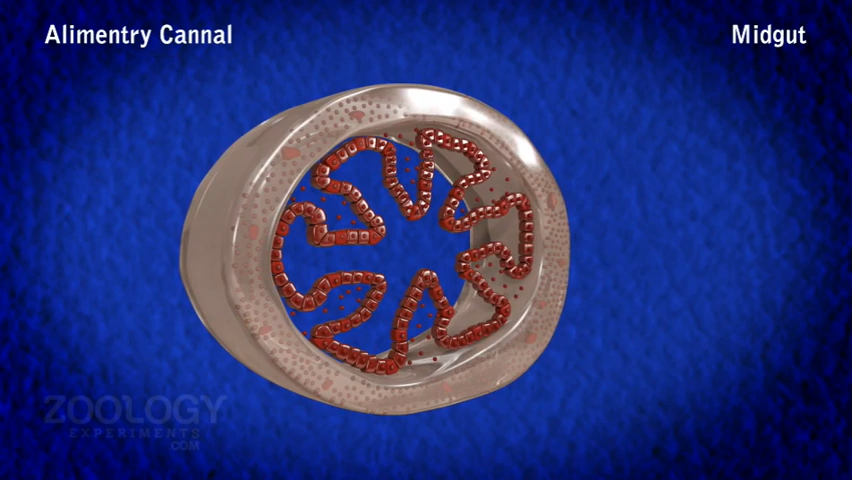 Alimentry Cannal
Midgut
ZOOLOGY
EXPERIMENTS
.COM